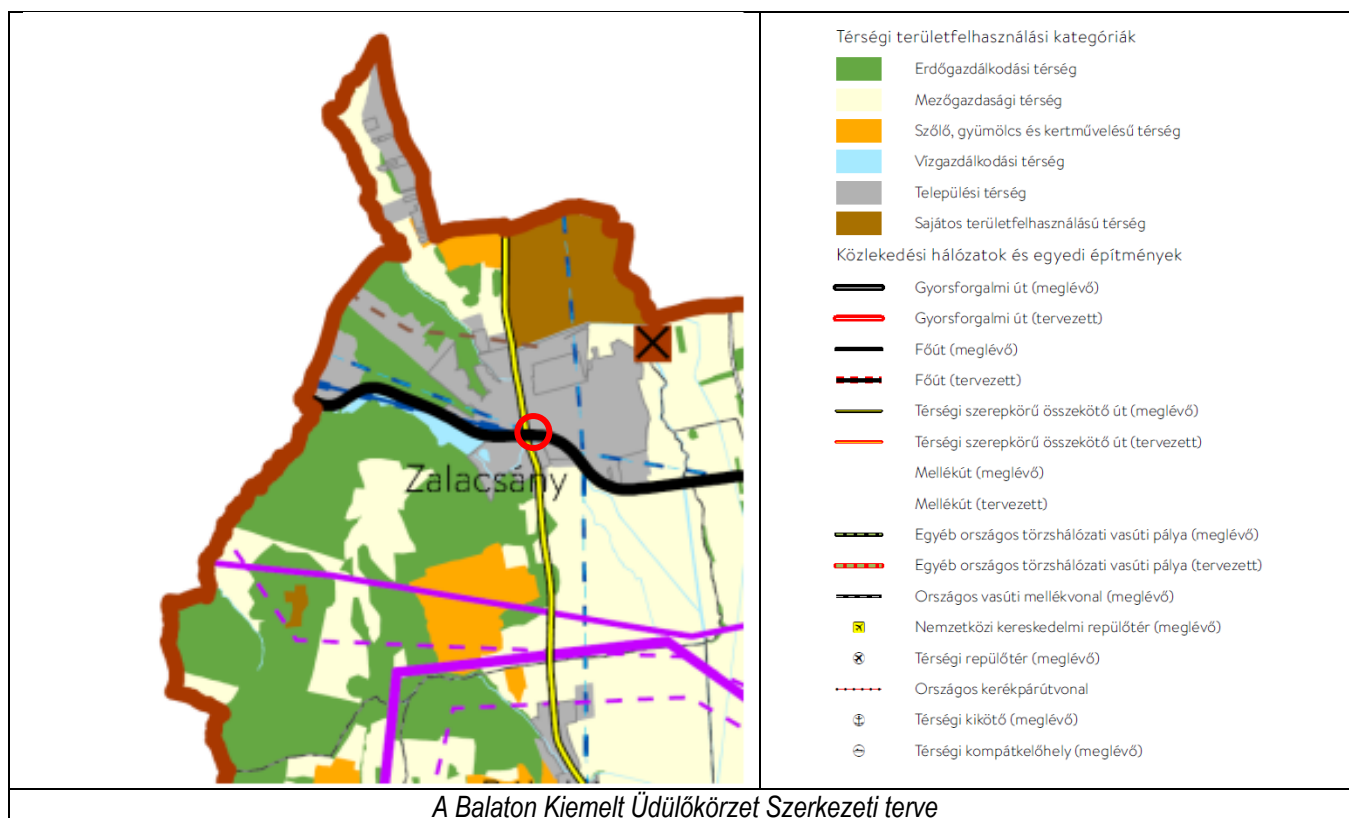 Zalacsány
Térségi területfelhasználási kategóriák
Erdőgazdálkodási térség
Mezőgazdasági térség
Szőlő, gyümölcs és kertművelésű térség
Vízgazdálkodási térség
Települési térség
Sajátos területfelhasználású térség
Közlekedési hálózatok és egyedi építmények
Gyorsforgalmi út (meglévő)
Gyorsforgalmi út (tervezett)
Főút (meglévő)
Főút (tervezett)
Térségi szerepkörű összekötő út (meglévő)
Térségi szerepkörű összekötő út (tervezett)
Mellékút (meglévő)
Mellékút (tervezett)
Egyéb országos törzshálózati vasúti pálya (meglévő)
Egyéb országos törzshálózati vasúti pálya (tervezett)
Országos vasúti mellékvonal (meglévő)
Nemzetközi kereskedelmi repülőtér (meglévő)
Térségi repülőtér (meglévő)
Országos kerékpárútvonal
Térségi kikötő (meglévő)
Térségi kompátkelőhely (meglévő)
A Balaton Kiemelt Üdülőkörzet Szerkezeti terve